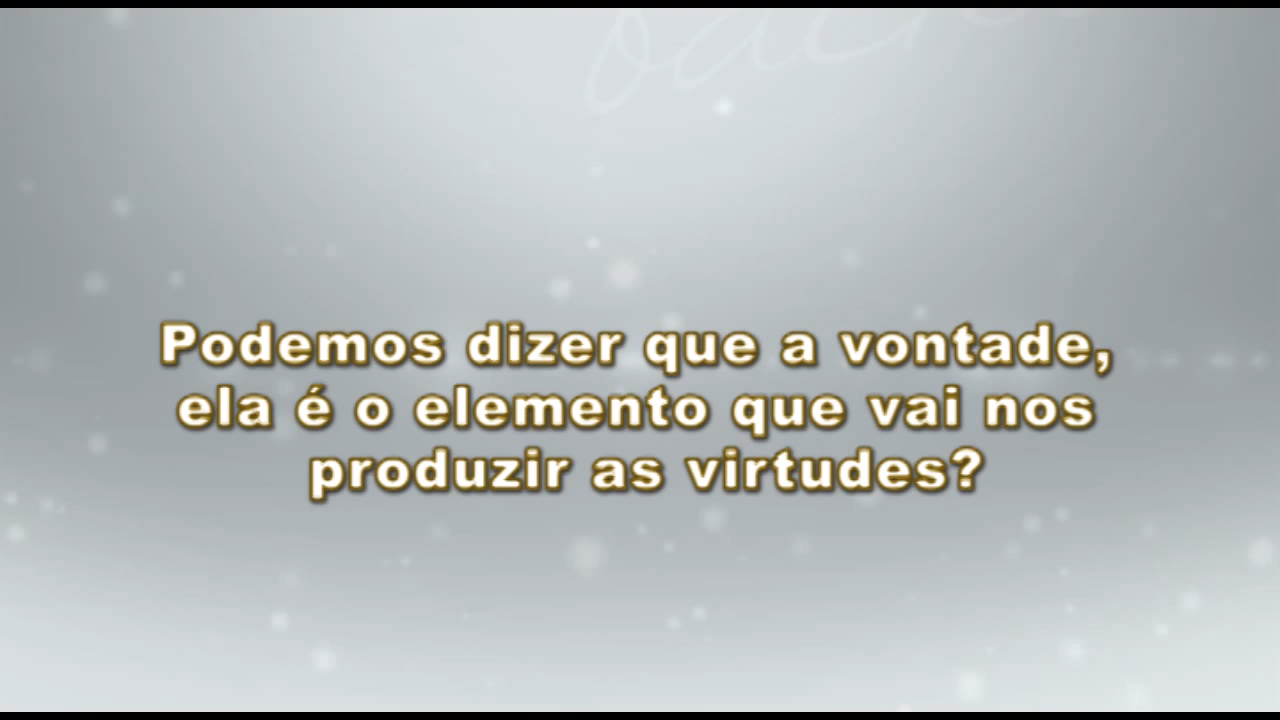 Podemos dizer que a vontade,
ela é o elemento que vai nos
produzir as virtudes?